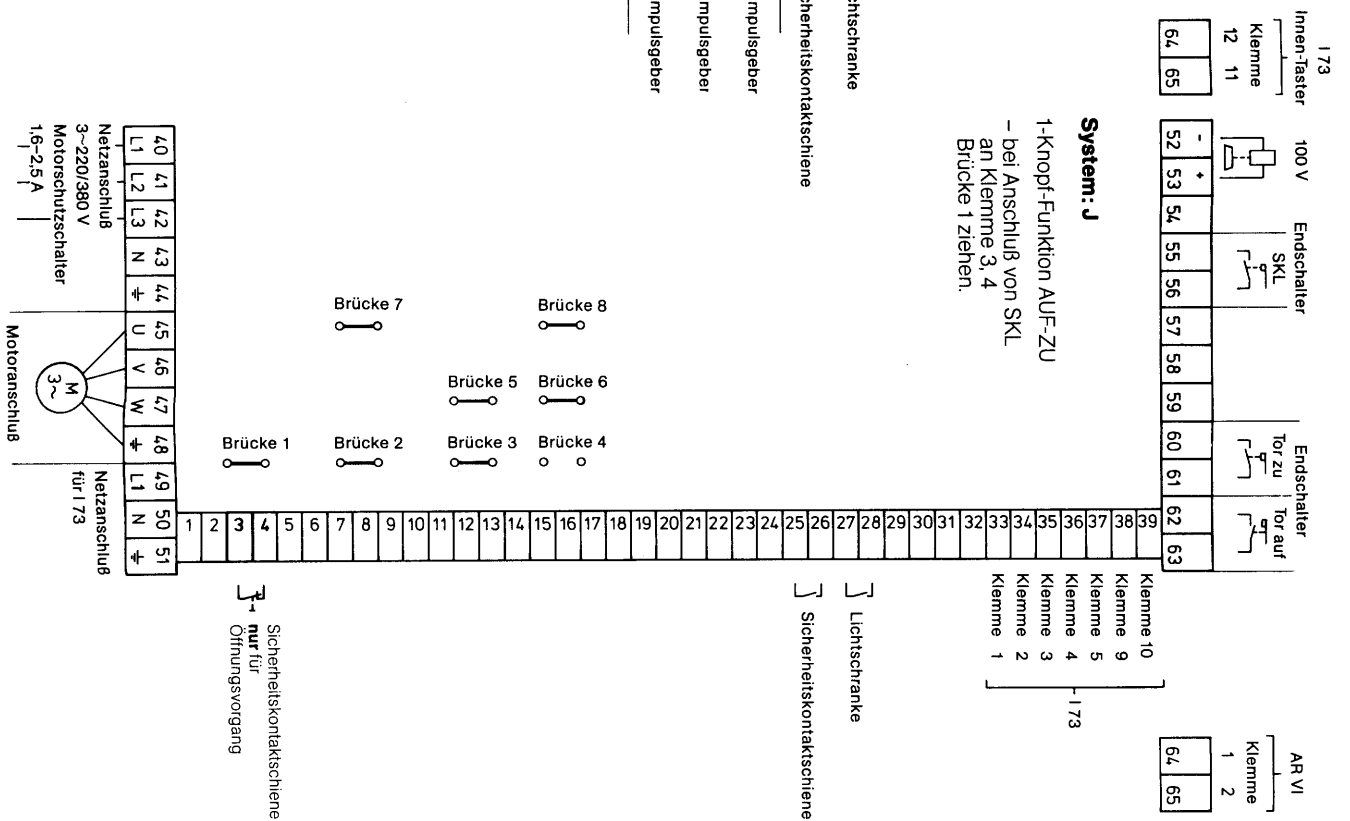 I 73
Innen-Taster
Klemme
12 11
64 65
100 V
Endschalter
SKL
Endschalter
Tor zu
Tor auf
- +
52 53 54 55 56 57 58 59 60 61 62 63
AR VI
Klemme
1 2
64 65
System: J
1-Knopf-Funktion AUF-ZU
– bei Anschluß von SKL
an Klemme 3, 4
Brücke 1 ziehen.
chtschranke
cherheitskontaktschiene
mpulsgeber
mpulsgeber
mpulsgeber
Brücke 7
Brücke 8
Brücke 5
Brücke 6
Brücke 1
Brücke 2
Brücke 3
Brücke 4
1 2 3 4 5 6 7 8 9 10 11 12 13 14 15 16 17 18 19 20 21 22 23 24 25 26 27 28 29 30 31 32 33 34 35 36 37 38 39
Klemme 10
Klemme 9
Klemme 5
Klemme 4
Klemme 3
Klemme 2
Klemme 1
I 73
Lichtschranke
Sicherheitskontaktschiene
Sicherheitskontaktschiene
nur für
Öffnungsvorgang
40 41 42 43 44 45 46 47 48 49 50 51
L1 L2 L3 N U V W L1 N
Netzanschluß
3~220/380 V
Motorschutzschalter
1,6–2,5 A
M
3~
Motoranschluß
Netzanschluß
für I 73